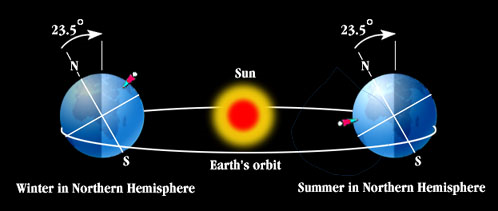 23.5°
23.5°
N
N
Sun
S
S
Earth's orbit
Winter in Northern Hemisphere
Summer in Northern Hemisphere